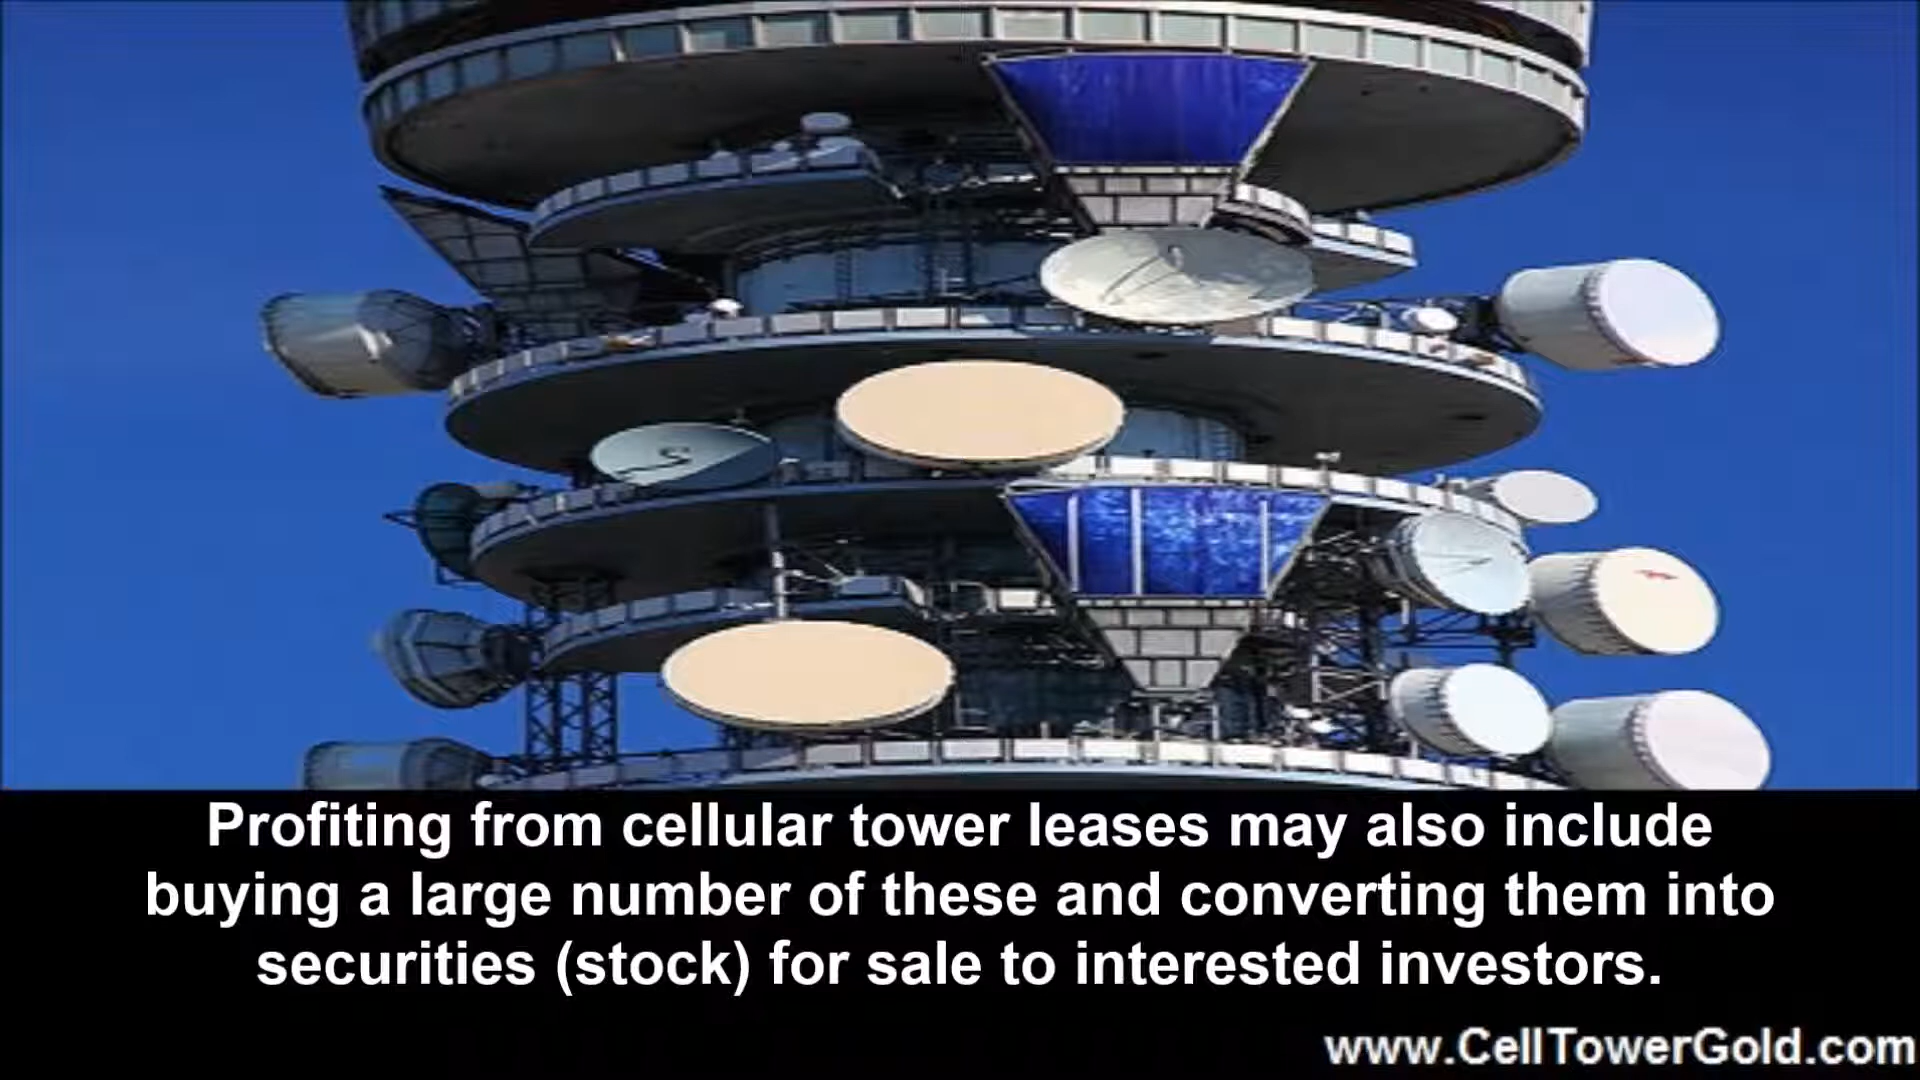 Profiting from cellular tower leases may also include
buying a large number of these and converting them into
securities (stock) for sale to interested investors.
www.CellTowerGold.com